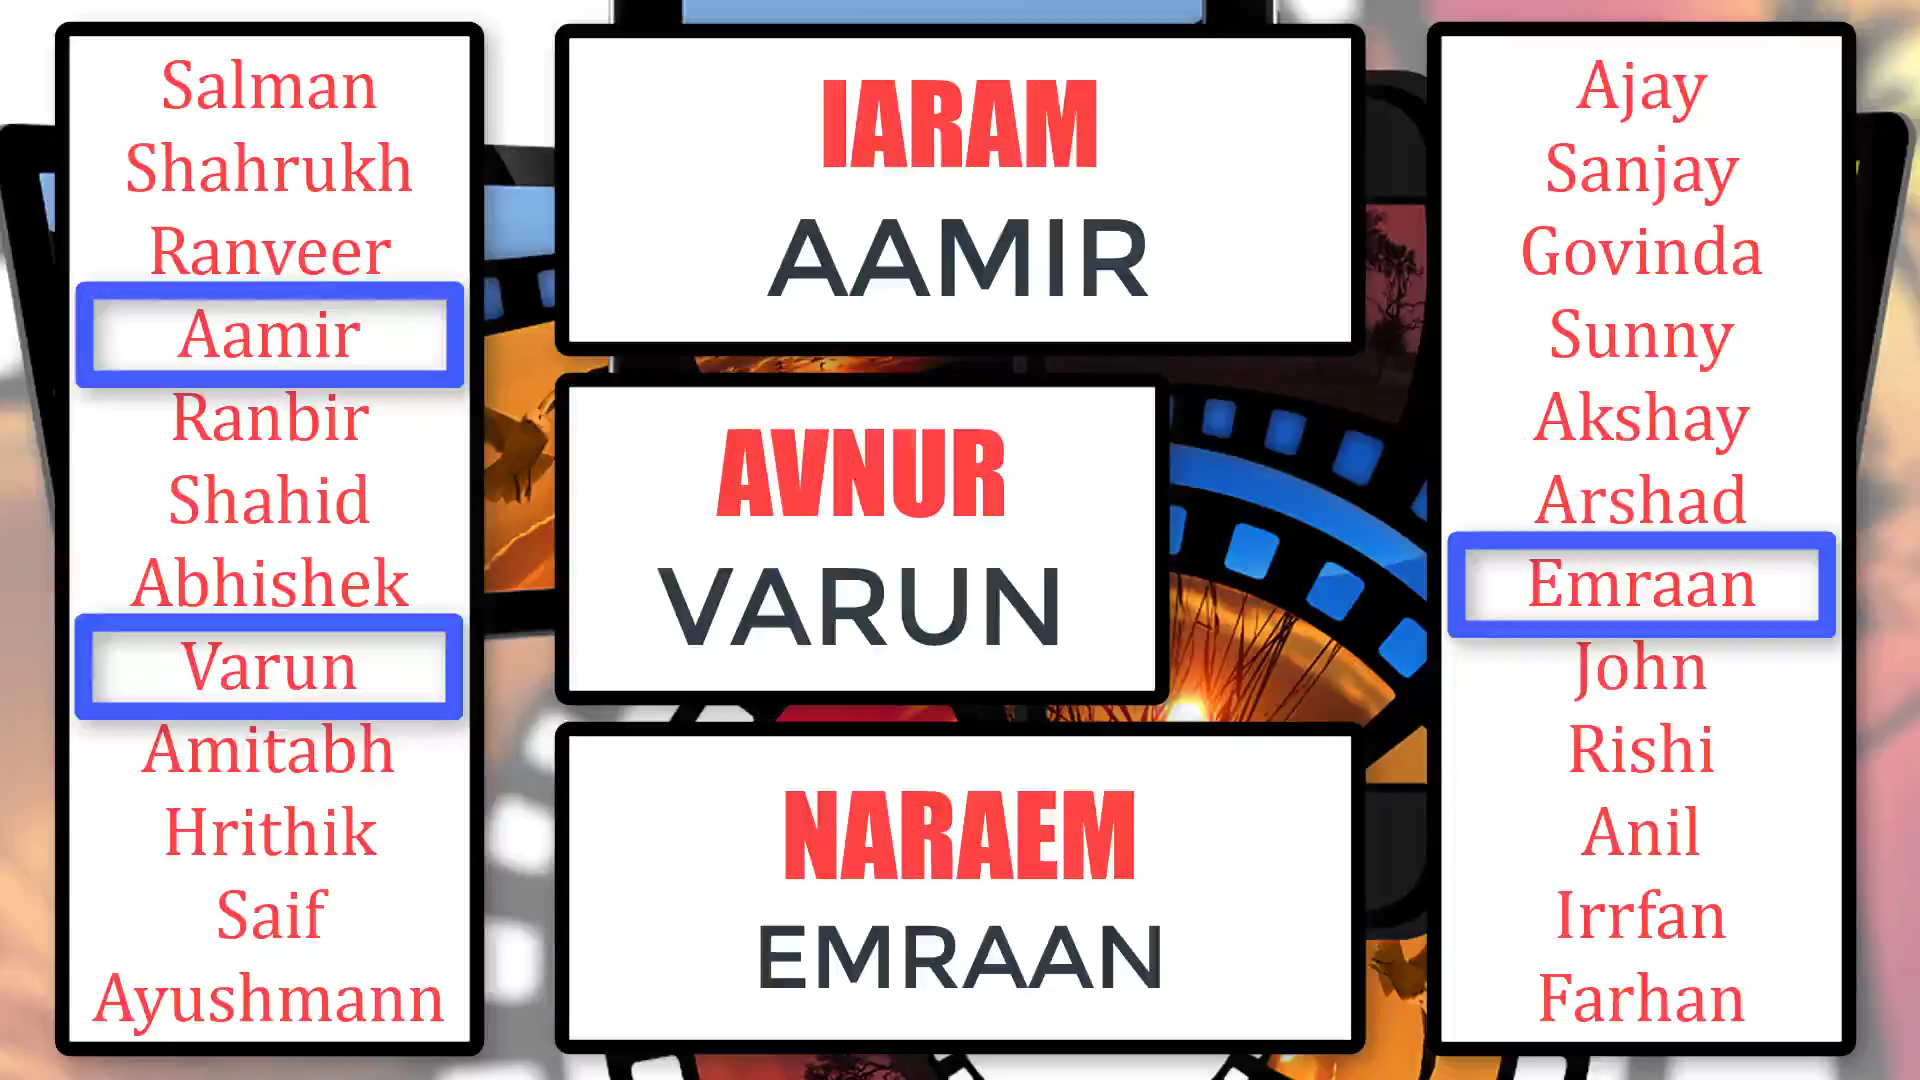 Salman
Shahrukh
Ranveer
Aamir
Ranbir
Shahid
Abhishek
Varun
Amitabh
Hrithik
Saif
Ayushmann
IARAM
AAMIR
AVNUR
VARUN
NARAEM
EMRAAN
Ajay
Sanjay
Govinda
Sunny
Akshay
Arshad
Emraan
John
Rishi
Anil
Irrfan
Farhan